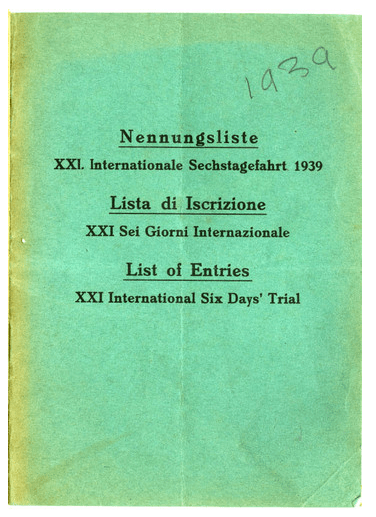 1939
Nennungsliste
XXI. Internationale Sechstagefahrt 1939
Lista di Iscrizione
XXI Sei Giorni Internazionale
List of Entries
XXI International Six Days' Trial